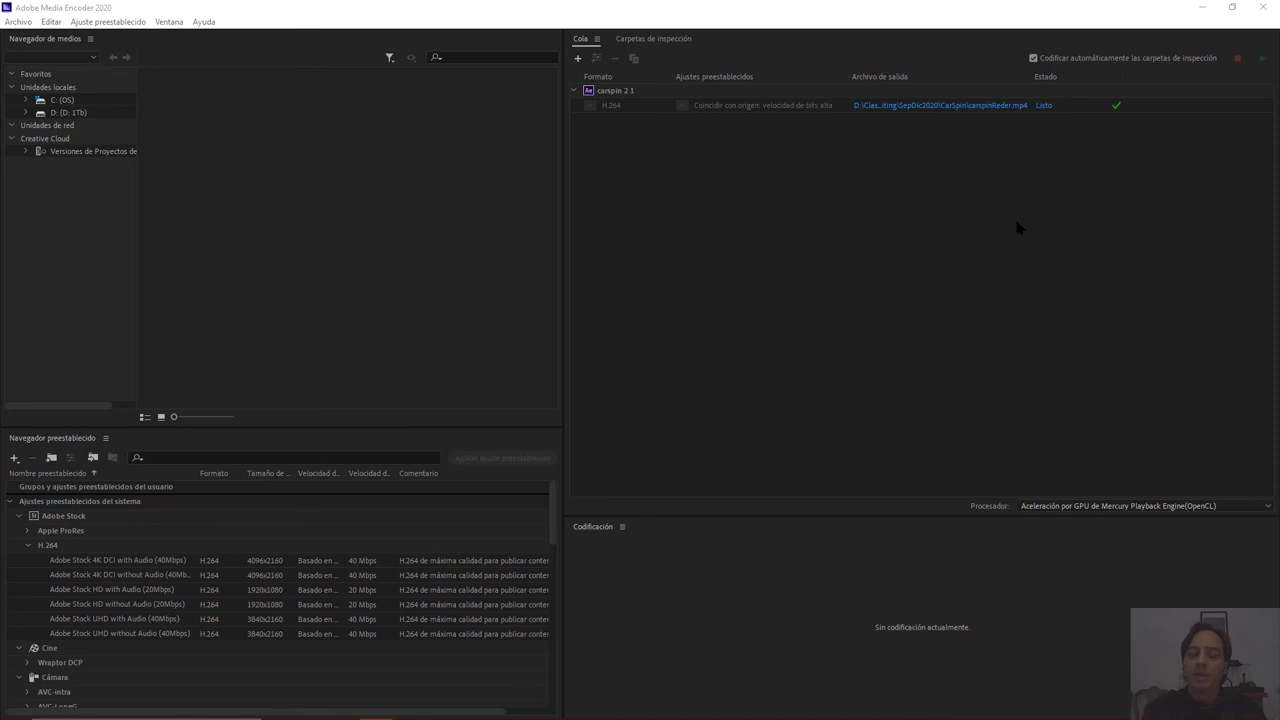 Adobe Media Encoder 2020
Archivo Editar Ajuste preestablecido Ventana Ayuda
Navegador de medios
Favoritos
Unidades locales
C: (OS)
D: (D: 1Tb)
Unidades de red
Creative Cloud
Versiones de Proyectos de
Cola Carpetas de inspección
Codificar automáticamente las carpetas de inspección
Formato Ajustes preestablecidos Archivo de salida Estado
Ae carspin 2 1
H.264 Coincidir con origen: velocidad de bits alta D:\Clas...iting\SepDic2020\CarSpin\carspinReder.mp4 Listo
Procesador: Aceleración por GPU de Mercury Playback Engine(OpenCL)
Navegador preestablecido
Aplicar ajuste preestablecido
Nombre preestablecido Formato Tamaño de ... Velocidad d... Velocidad d... Comentario
Grupos y ajustes preestablecidos del usuario
Ajustes preestablecidos del sistema
St Adobe Stock
Apple ProRes
H.264
Adobe Stock 4K DCI with Audio (40Mbps) H.264 4096x2160 Basado en ... 40 Mbps H.264 de máxima calidad para publicar conter
Adobe Stock 4K DCI without Audio (40Mb... H.264 4096x2160 Basado en ... 40 Mbps H.264 de máxima calidad para publicar conter
Adobe Stock HD with Audio (20Mbps) H.264 1920x1080 Basado en ... 20 Mbps H.264 de máxima calidad para publicar conter
Adobe Stock HD without Audio (20Mbps) H.264 1920x1080 Basado en ... 20 Mbps H.264 de máxima calidad para publicar conter
Adobe Stock UHD with Audio (40Mbps) H.264 3840x2160 Basado en ... 40 Mbps H.264 de máxima calidad para publicar conter
Adobe Stock UHD without Audio (40Mbps) H.264 3840x2160 Basado en ... 40 Mbps H.264 de máxima calidad para publicar conter
Cine
Wraptor DCP
Cámara
AVC-intra
AVC-LongG
Codificación
Sin codificación actualmente.